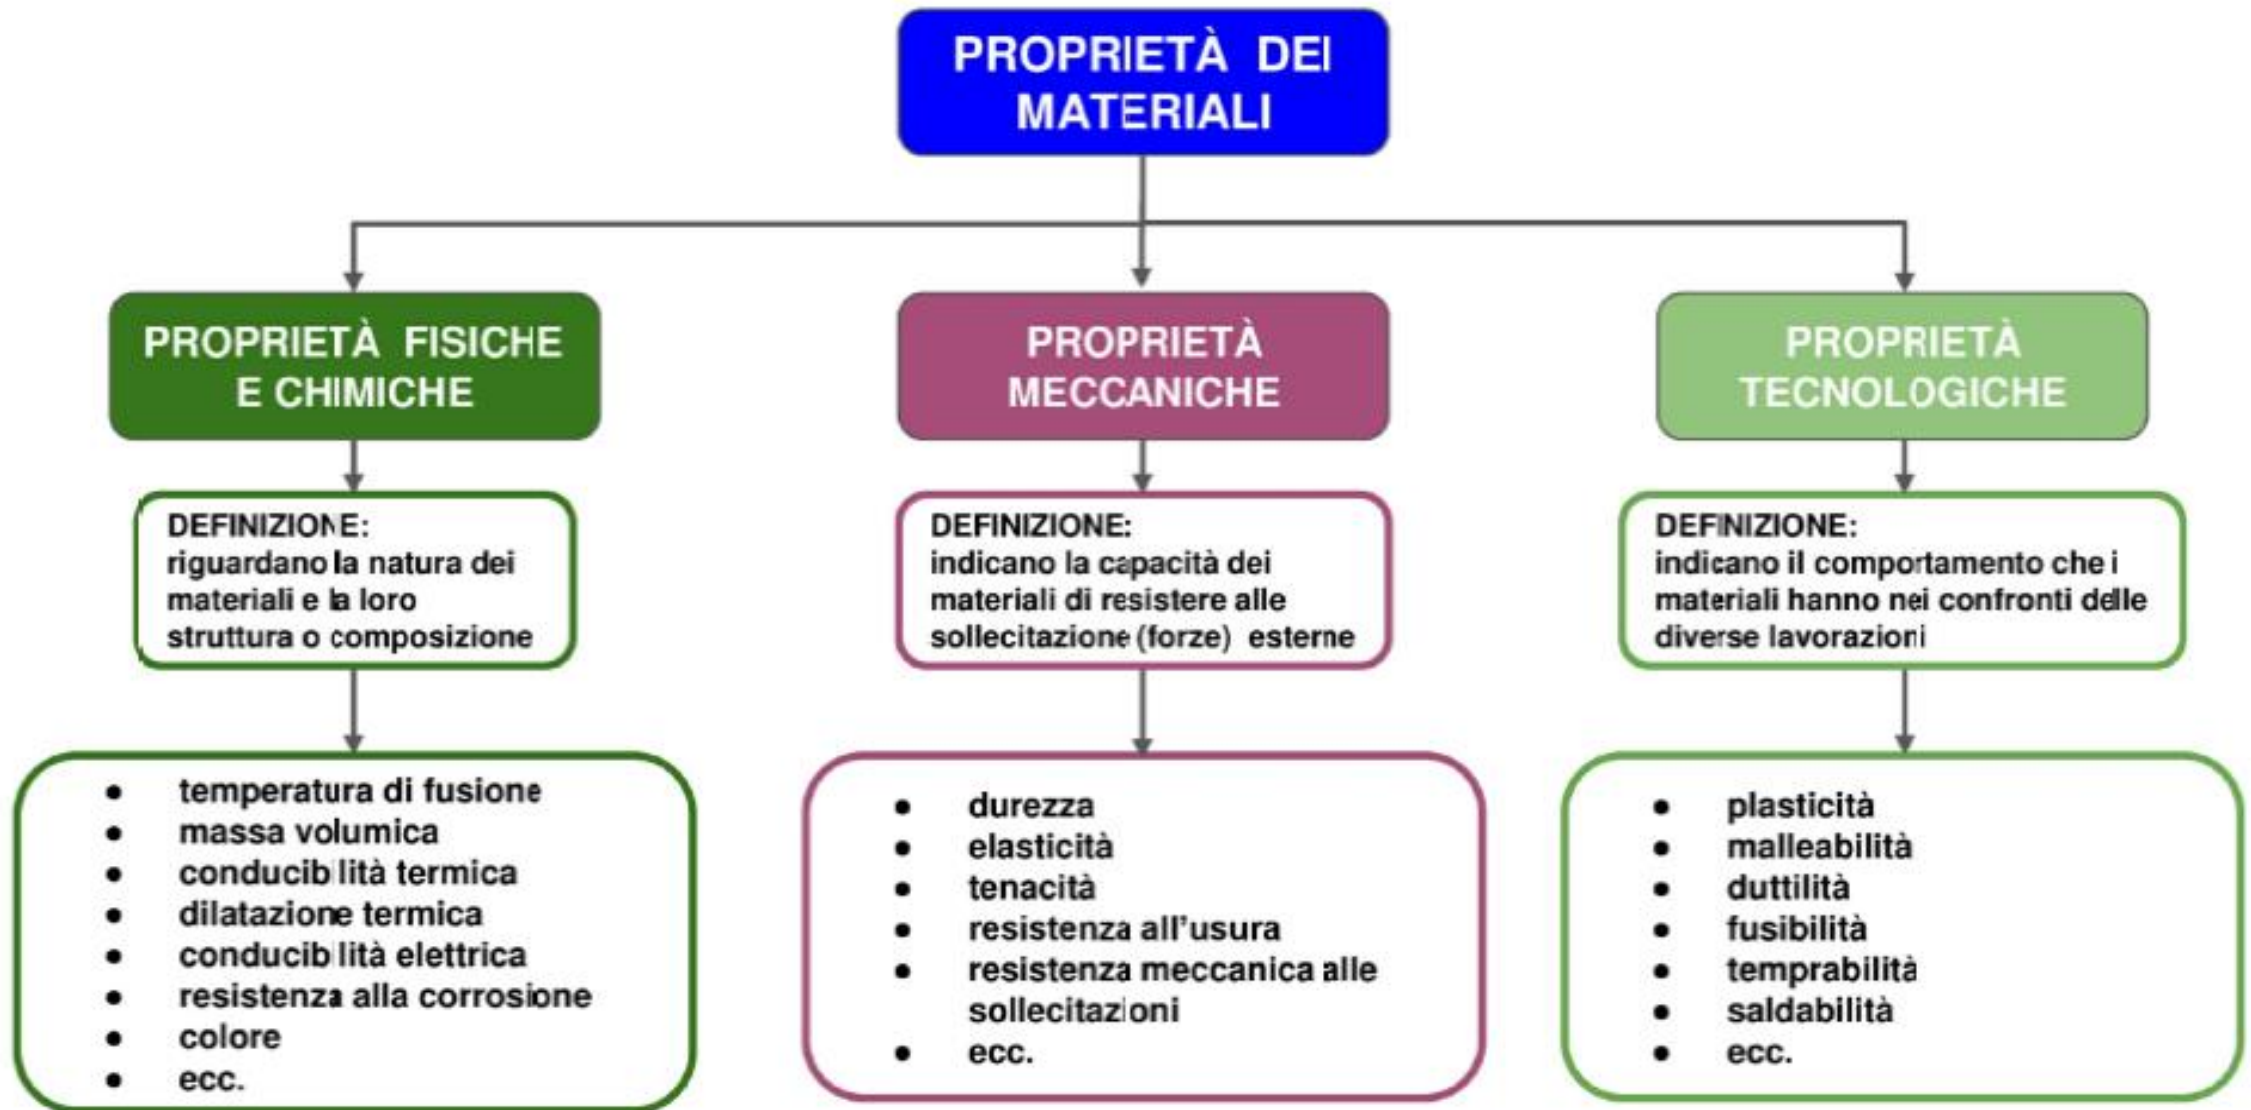 PROPRIETÀ DEI
MATERIALI
PROPRIETÀ FISICHE
E CHIMICHE
DEFINIZIONE:
riguardano la natura dei
materiali e la loro
struttura o composizione
• temperatura di fusione
• massa volumica
• conducibilità termica
• dilatazione termica
• conducibilità elettrica
• resistenza alla corrosione
• colore
• ecc.
PROPRIETÀ
MECCANICHE
DEFINIZIONE:
indicano la capacità dei
materiali di resistere alle
sollecitazione (forze) esterne
• durezza
• elasticità
• tenacità
• resistenza all'usura
• resistenza meccanica alle
sollecitazioni
• ecc.
PROPRIETÀ
TECNOLOGICHE
DEFINIZIONE:
indicano il comportamento che i
materiali hanno nei confronti delle
diverse lavorazioni
• plasticità
• malleabilità
• duttilità
• fusibilità
• temprabilità
• saldabilità
• ecc.